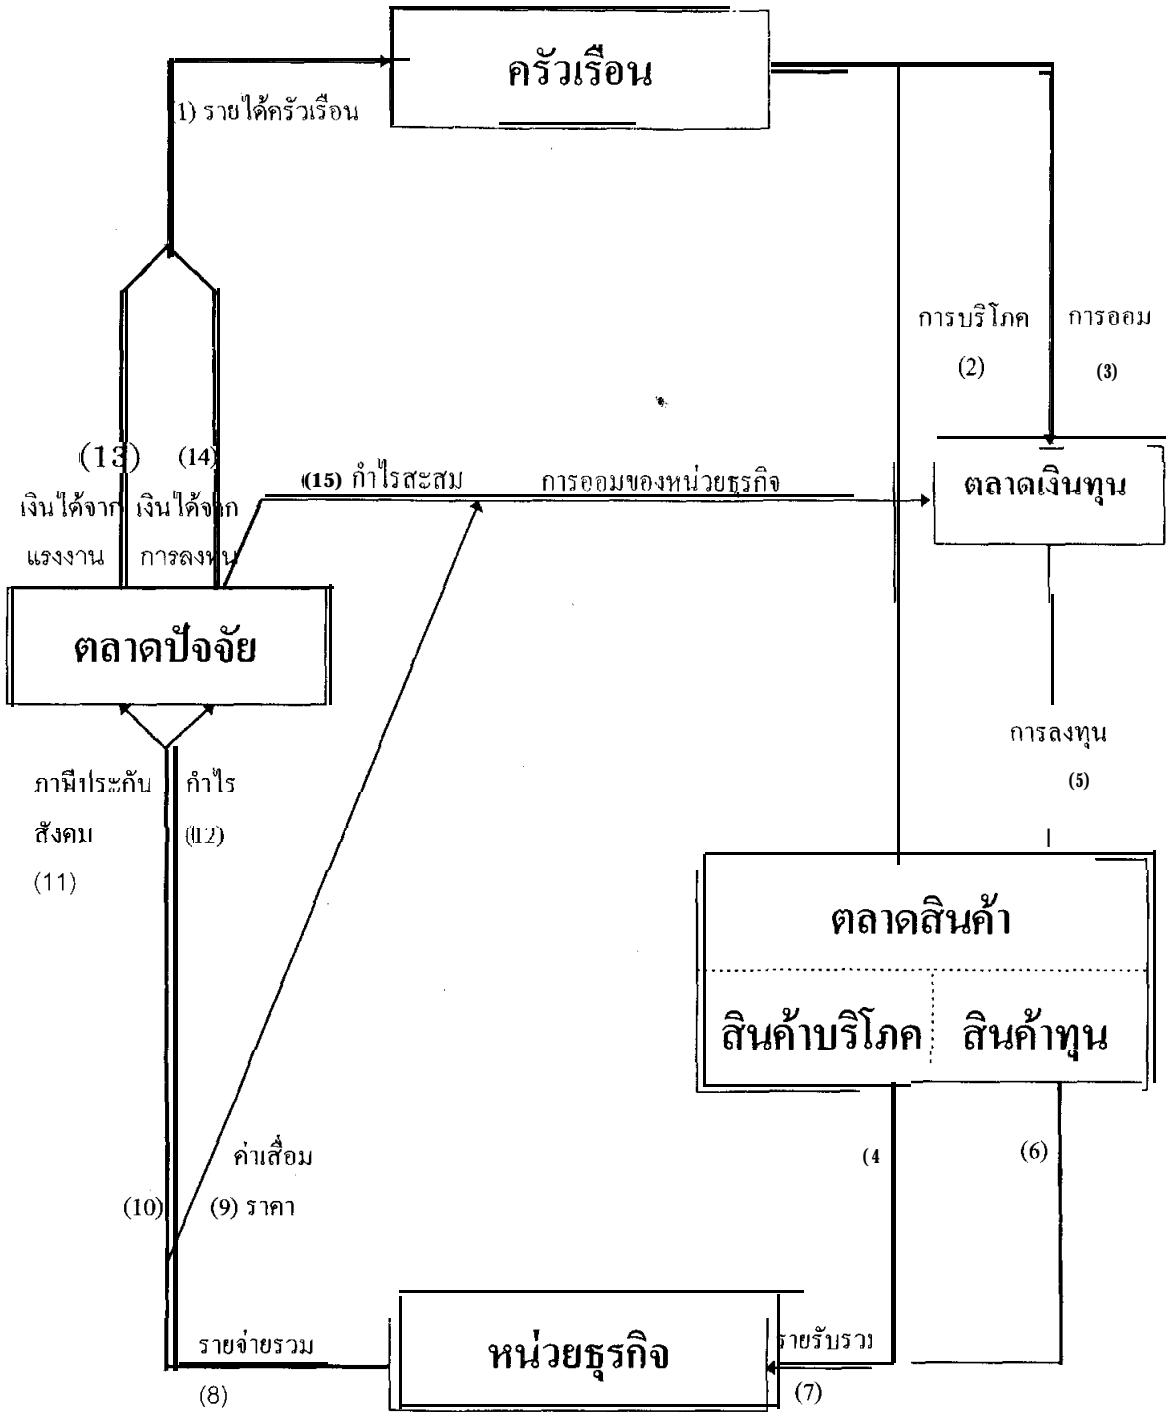 ครัวเรือน
(1) รายได้ครัวเรือน
การบริโภค การออม
(2) (3)
(13) (14)
(15) กำไรสะสม การออมของหน่วยธุรกิจ
ตลาดเงินทุน
เงินได้จาก เงินได้จาก
แรงงาน การลงทุน
ตลาดปัจจัย
การลงทุน
(5)
ภาษีประกัน กำไร
สังคม (12)
(11)
ตลาดสินค้า
สินค้าบริโภค สินค้าทุน
ค่าเสื่อม
(4 (6)
(10) (9) ราคา
รายจ่ายรวม
หน่วยธุรกิจ
รายรับรวม
(8) (7)